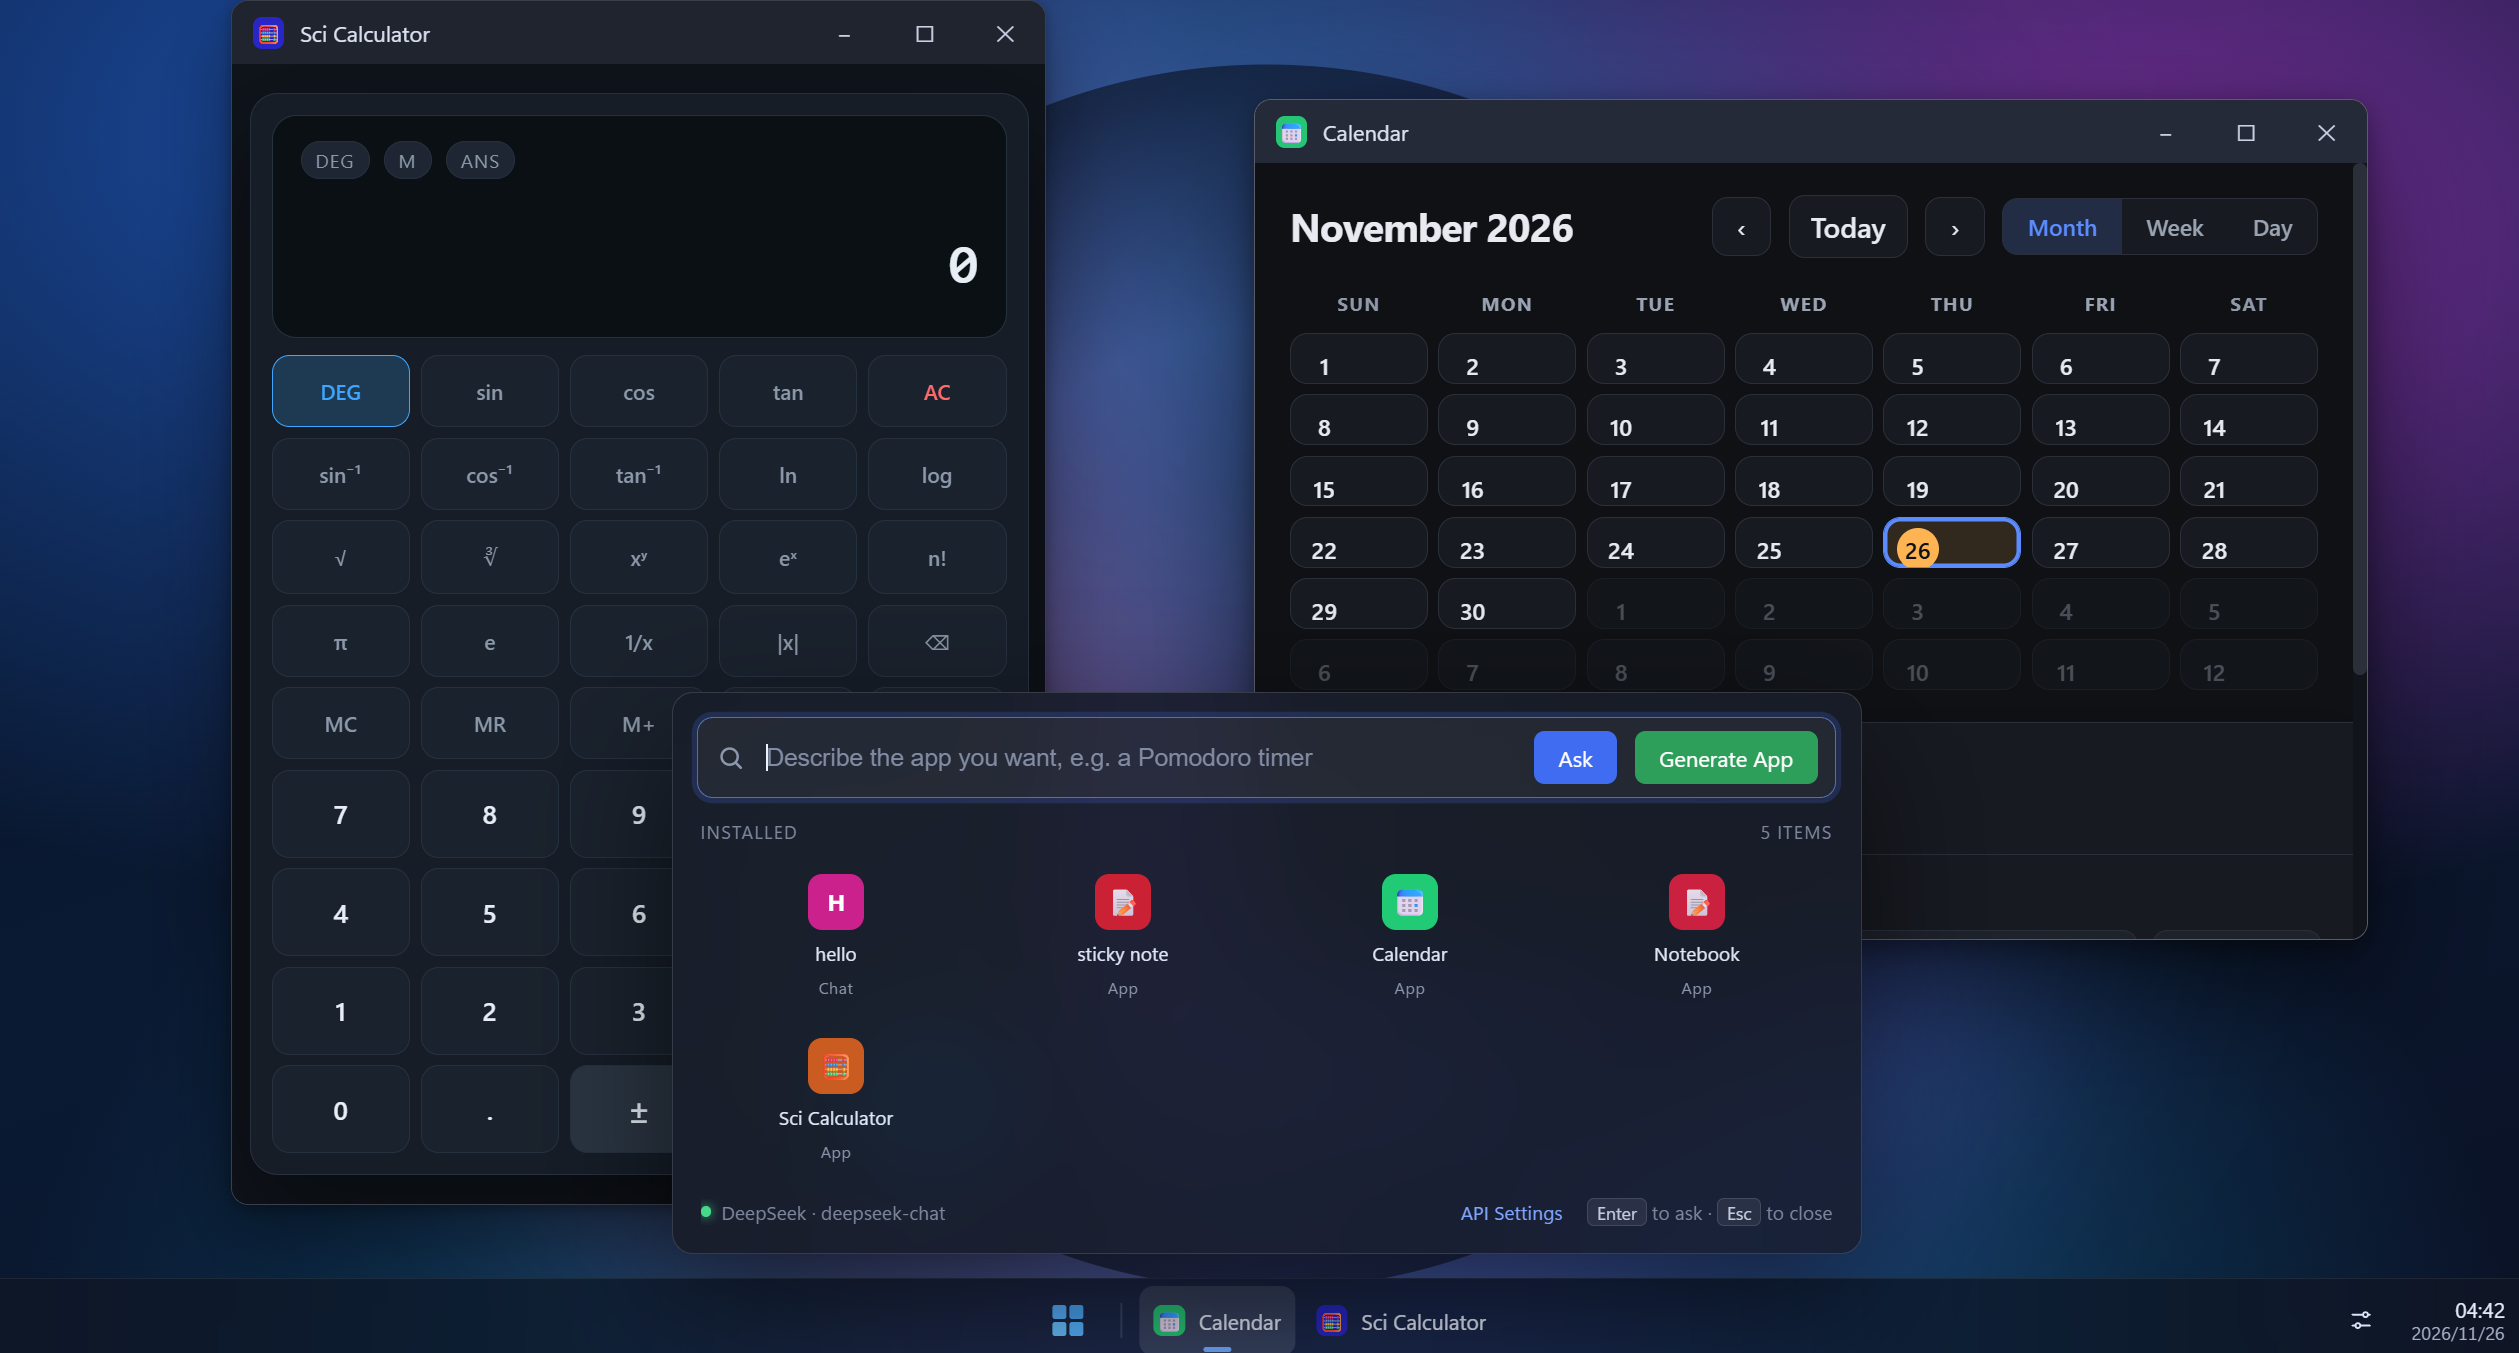 Sci Calculator
DEG M ANS
0
DEG sin cos tan AC
sin⁻¹ cos⁻¹ tan⁻¹ ln log
√ ∛ xʸ eˣ n!
π e 1/x |x| ⌫
MC MR M+
7 8 9
4 5 6
1 2 3
0 . ±
Calendar
November 2026
‹ Today › Month Week Day
SUN MON TUE WED THU FRI SAT
1 2 3 4 5 6 7
8 9 10 11 12 13 14
15 16 17 18 19 20 21
22 23 24 25 26 27 28
29 30 1 2 3 4 5
6 7 8 9 10 11 12
Describe the app you want, e.g. a Pomodoro timer Ask Generate App
INSTALLED 5 ITEMS
H
hello sticky note Calendar Notebook
Chat App App App
Sci Calculator
App
DeepSeek · deepseek-chat API Settings Enter to ask · Esc to close
Calendar Sci Calculator
04:42
2026/11/26